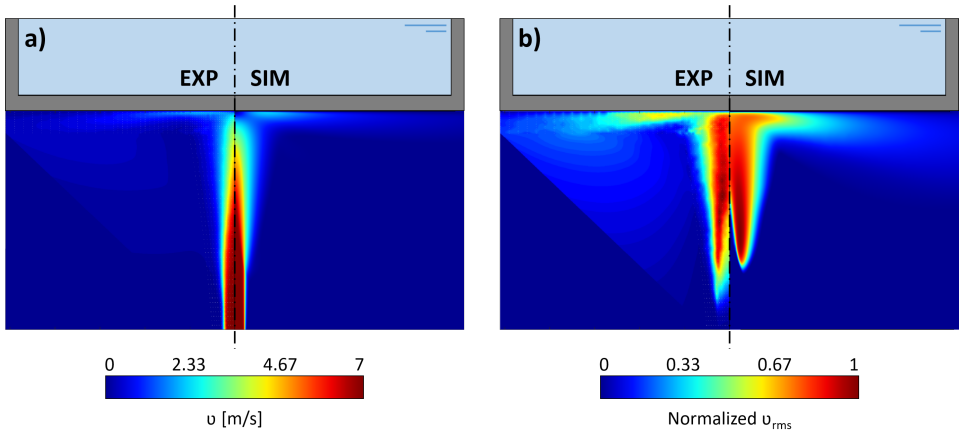 a)
EXP SIM
0 2.33 4.67 7
υ [m/s]
b)
EXP SIM
0 0.33 0.67 1
Normalized υrms